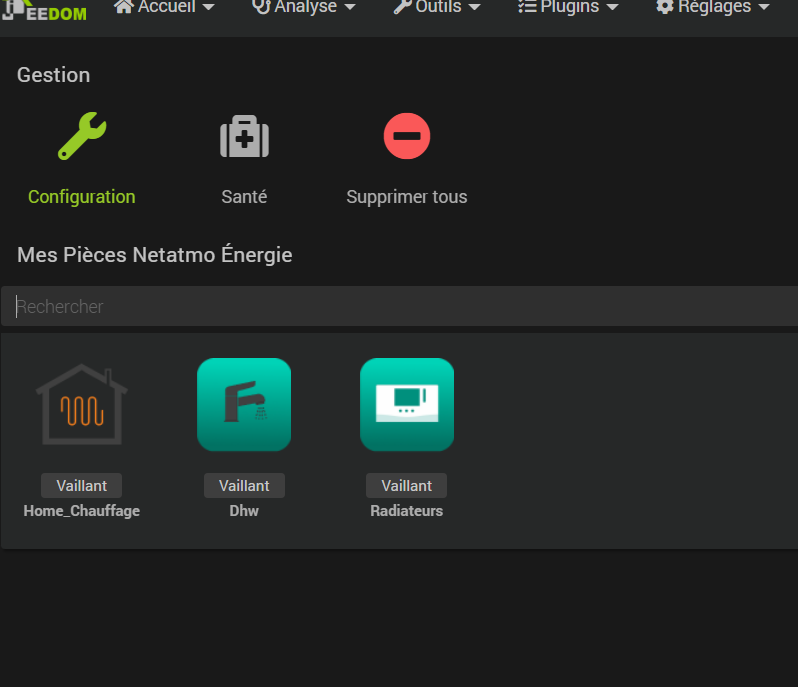 JEEDOM Accueil Analyse Outils Plugins Réglages
Gestion
Configuration Santé Supprimer tous
Mes Pièces Netatmo Énergie
Rechercher
Vaillant Vaillant Vaillant
Home_Chauffage Dhw Radiateurs